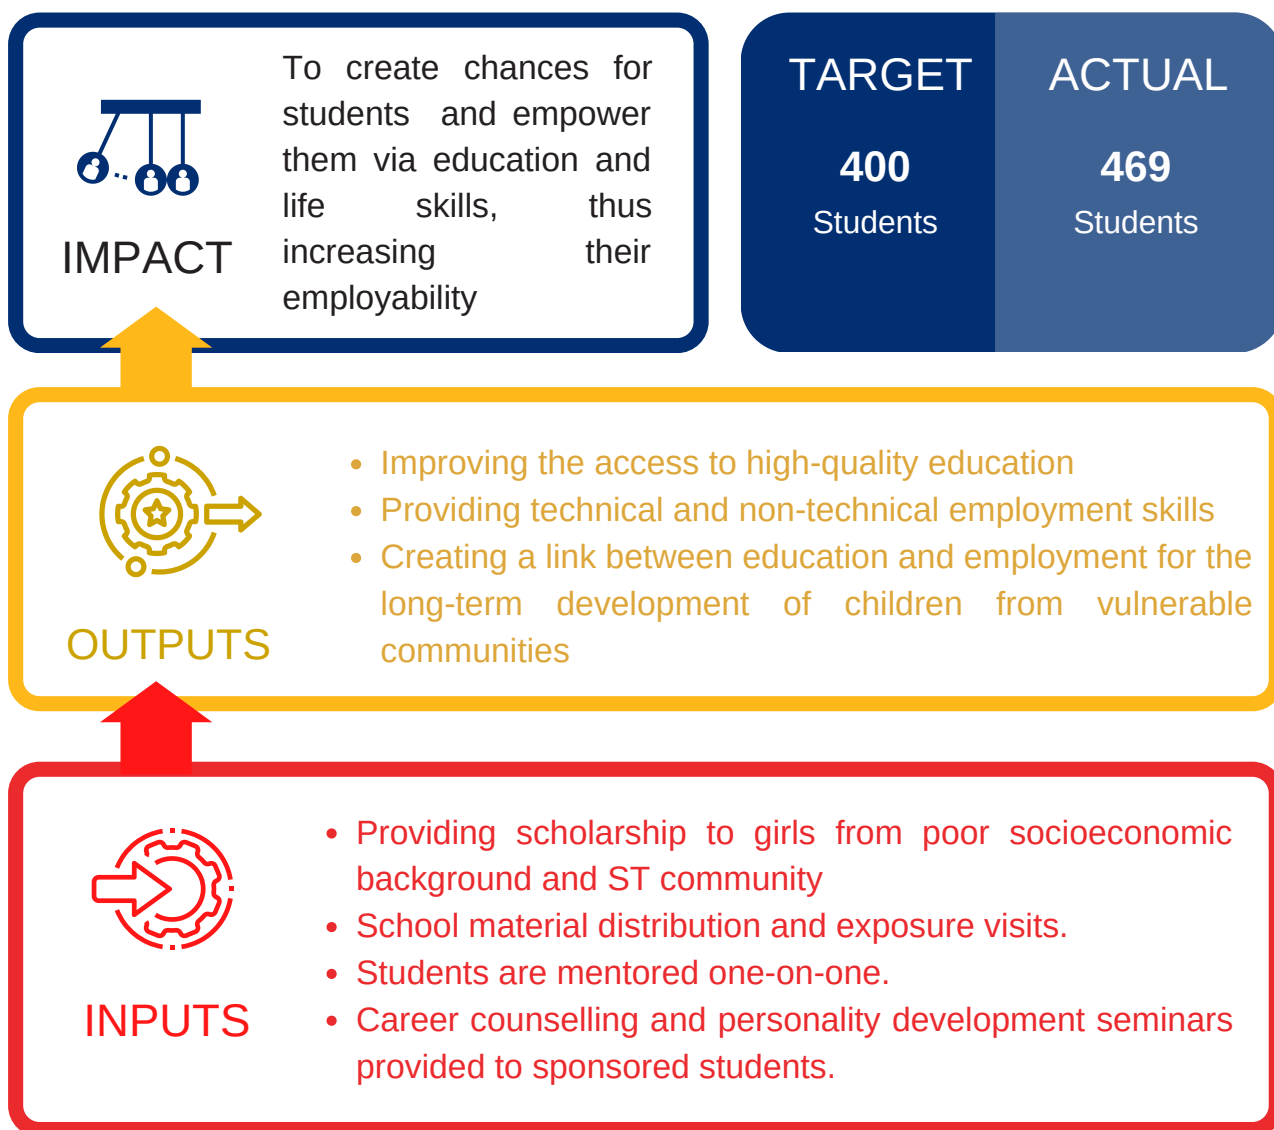 To create chances for
students and empower
them via education and
life skills, thus
increasing their
employability
IMPACT
TARGET
400
Students
ACTUAL
469
Students
• Improving the access to high-quality education
• Providing technical and non-technical employment skills
• Creating a link between education and employment for the
long-term development of children from vulnerable
communities
OUTPUTS
• Providing scholarship to girls from poor socioeconomic
background and ST community
• School material distribution and exposure visits.
• Students are mentored one-on-one.
• Career counselling and personality development seminars
provided to sponsored students.
INPUTS